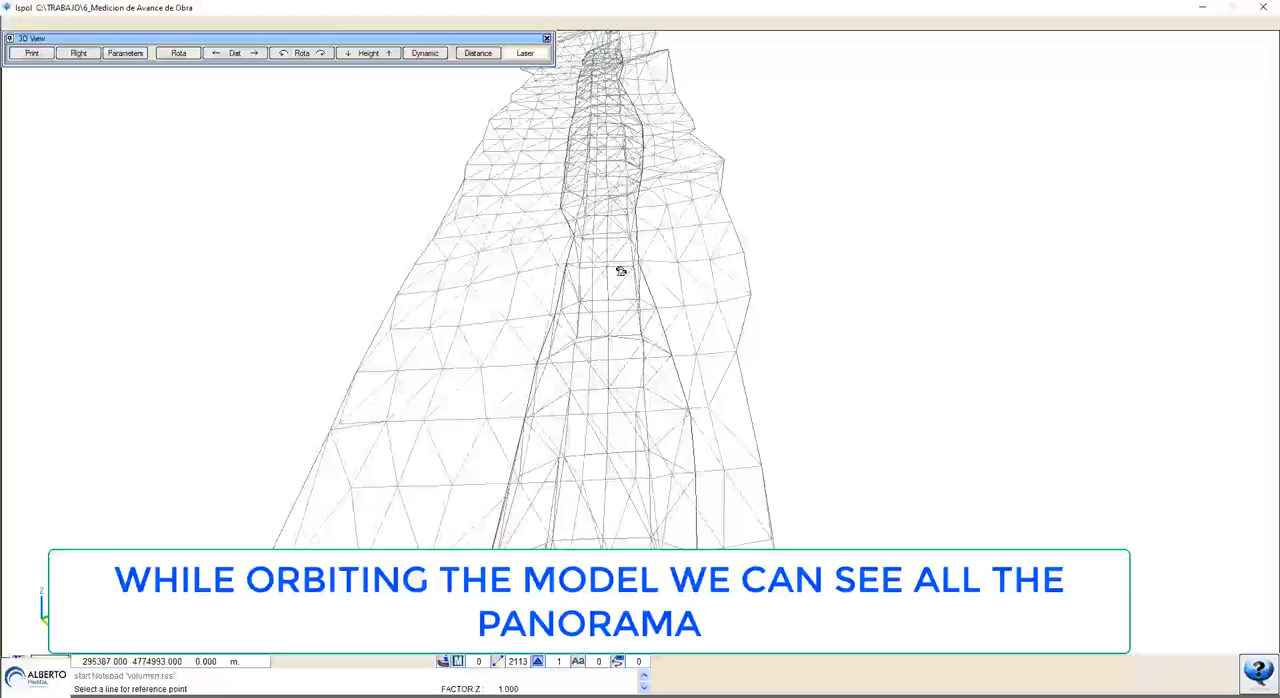 Ispol C:\TRABAJO\6_Medicion de Avance de Obra
3D View
Print Right Parameters Rota ← Dist → Rota ↓ Height ↑ Dynamic Distance Laser
WHILE ORBITING THE MODEL WE CAN SEE ALL THE
PANORAMA
Z
295387.000 4774993.000 0.000 m. M 0 2113 1 Aa 0 0
ALBERTO
PINEDA
start Notepad "volumen.res"
Select a line for reference point FACTOR Z : 1.000
?